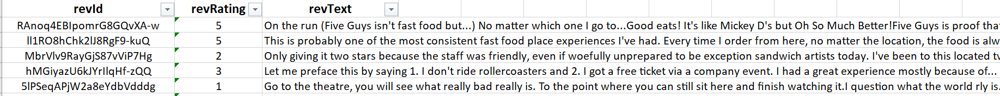 revId revRating revText
RAnoq4EBIpomrG8GQvXA-w 5 On the run (Five Guys isn't fast food but...) No matter which one I go to...Good eats! It's like Mickey D's but Oh So Much Better!Five Guys is proof tha
ll1RO8hChk2lJ8RgF9-kuQ 5 This is probably one of the most consistent fast food place experiences I've had. Every time I order from here, no matter the location, the food is alw
MbrVlv9RayGjS87vViP7Hg 2 Only giving it two stars because the staff was friendly, even if woefully unprepared to be exception sandwich artists today. I've been to this located tw
hMGiyazU6kJYrIlqHf-zQQ 3 Let me preface this by saying 1. I don't ride rollercoasters and 2. I got a free ticket via a company event. I had a great experience mostly because of...
5lPSeqAPjW2a8eYdbVdddg 1 Go to the theatre, you will see what really bad really is. To the point where you can still sit here and finish watching it.I question what the world rly is.